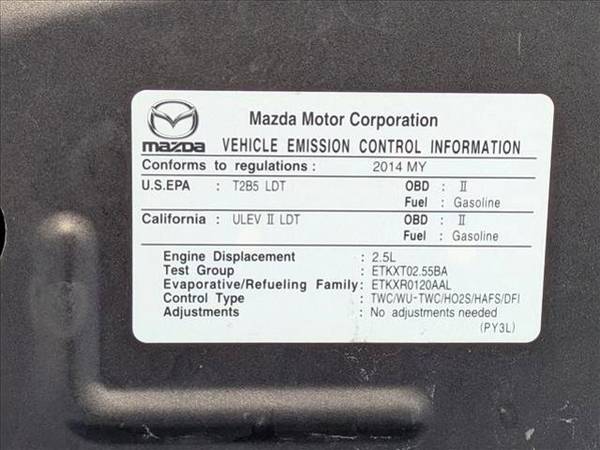 Mazda Motor Corporation
mazda VEHICLE EMISSION CONTROL INFORMATION
Conforms to regulations : 2014 MY
U.S.EPA : T2B5 LDT OBD : II
Fuel : Gasoline
California : ULEV II LDT OBD : II
Fuel : Gasoline
Engine Displacement : 2.5L
Test Group : ETKXT02.55BA
Evaporative/Refueling Family: ETKXR0120AAL
Control Type : TWC/WU-TWC/HO2S/HAFS/DFI
Adjustments : No adjustments needed
(PY3L)